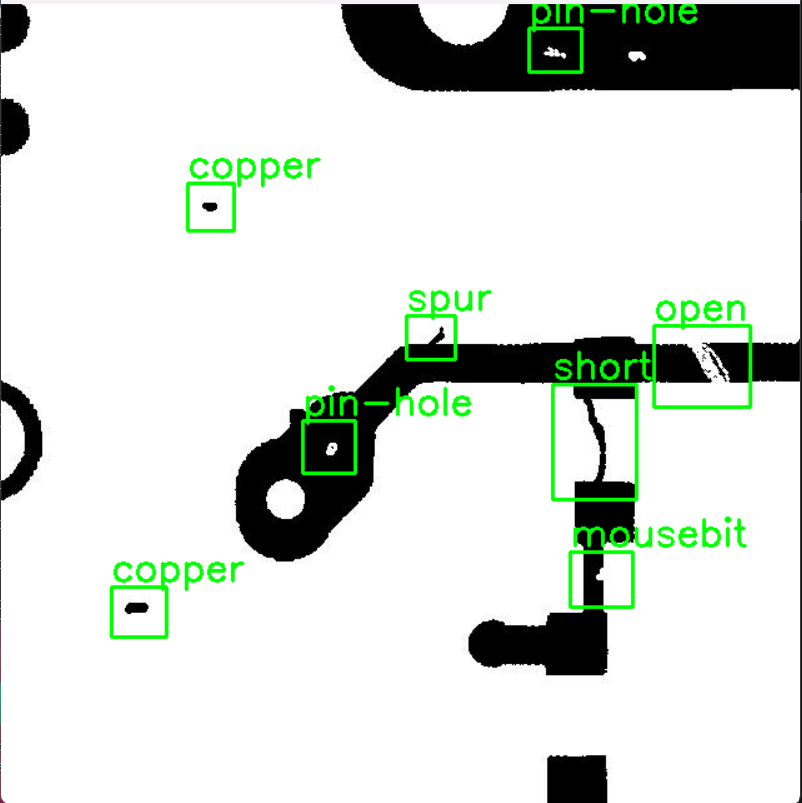 pin-hole
copper
spur
open
short
pin-hole
mousebit
copper